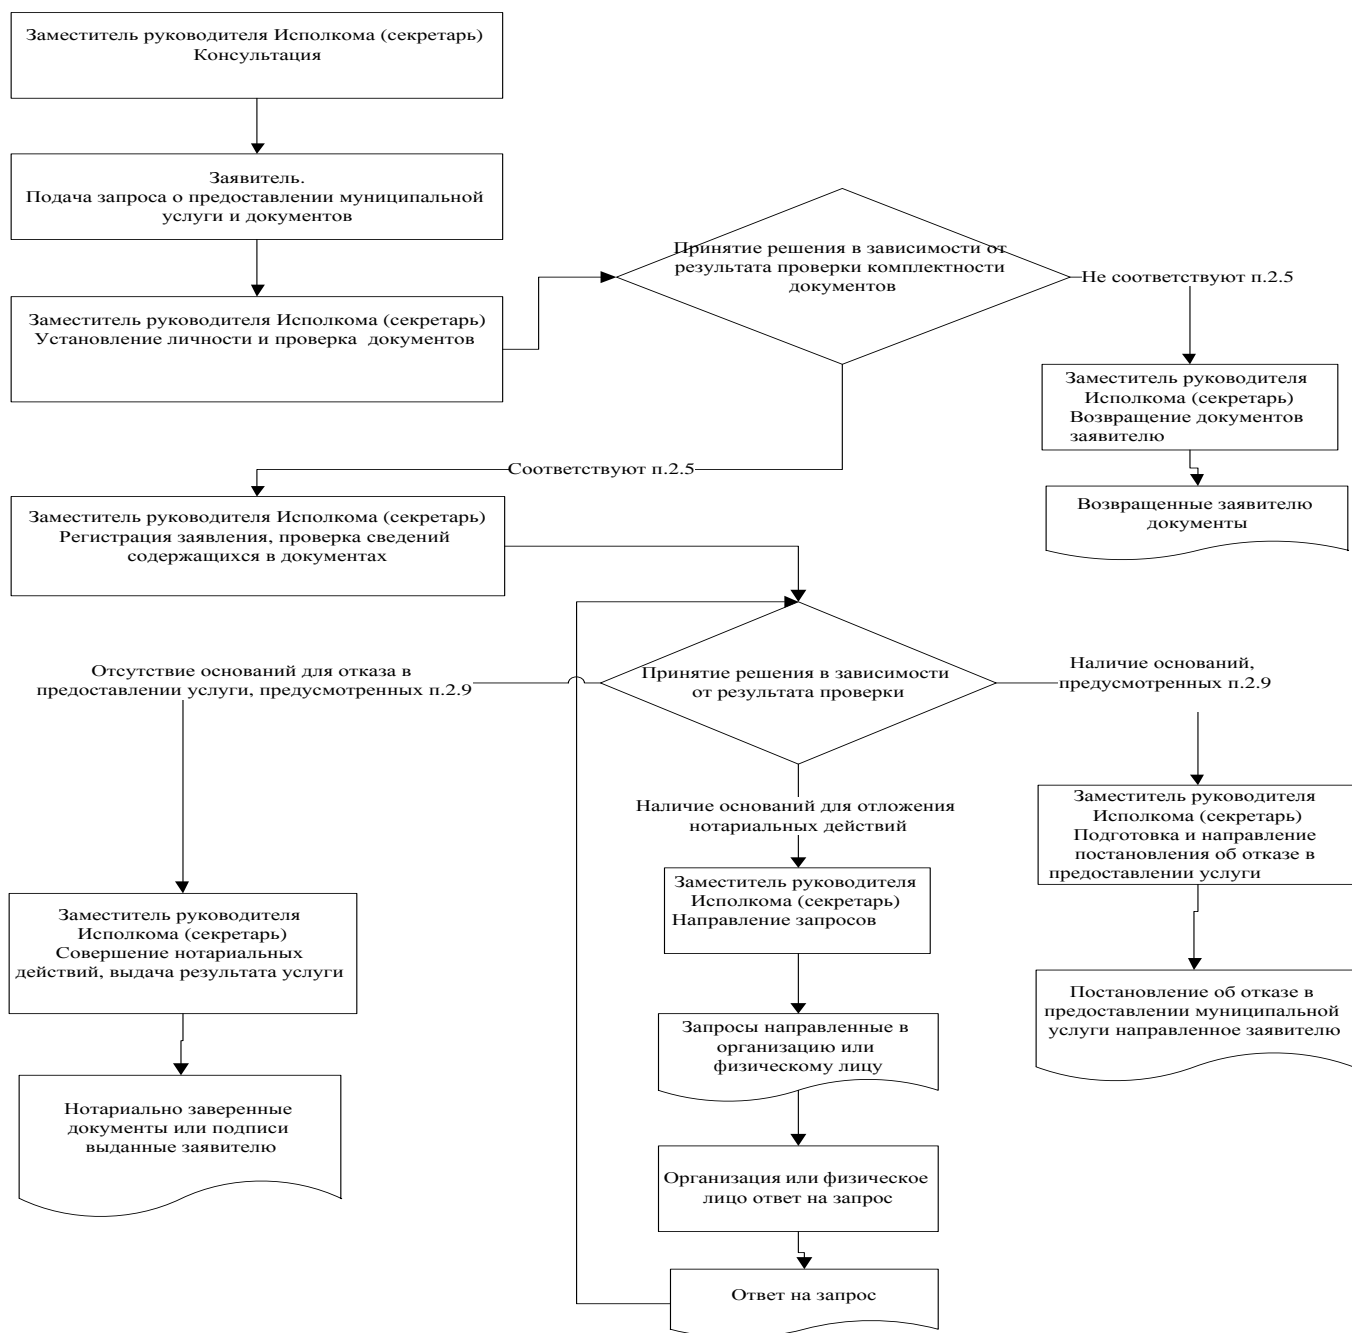 Заместитель руководителя Исполкома (секретарь)
Консультация
Заявитель.
Подача запроса о предоставлении муниципальной
услуги и документов
Заместитель руководителя Исполкома (секретарь)
Установление личности и проверка документов
Принятие решения в зависимости от
результата проверки комплектности
документов
Не соответствуют п.2.5
Заместитель руководителя
Исполкома (секретарь)
Возвращение документов
заявителю
Возвращенные заявителю
документы
Соответствуют п.2.5
Заместитель руководителя Исполкома (секретарь)
Регистрация заявления, проверка сведений
содержащихся в документах
Принятие решения в зависимости
от результата проверки
Отсутствие оснований для отказа в
предоставлении услуги, предусмотренных п.2.9
Наличие оснований,
предусмотренных п.2.9
Наличие оснований для отложения
нотариальных действий
Заместитель руководителя
Исполкома (секретарь)
Совершение нотариальных
действий, выдача результата услуги
Нотариально заверенные
документы или подписи
выданные заявителю
Заместитель руководителя
Исполкома (секретарь)
Направление запросов
Запросы направленные в
организацию или
физическому лицу
Организация или физическое
лицо ответ на запрос
Ответ на запрос
Заместитель руководителя
Исполкома (секретарь)
Подготовка и направление
постановления об отказе в
предоставлении услуги
Постановление об отказе в
предоставлении муниципальной
услуги направленное заявителю